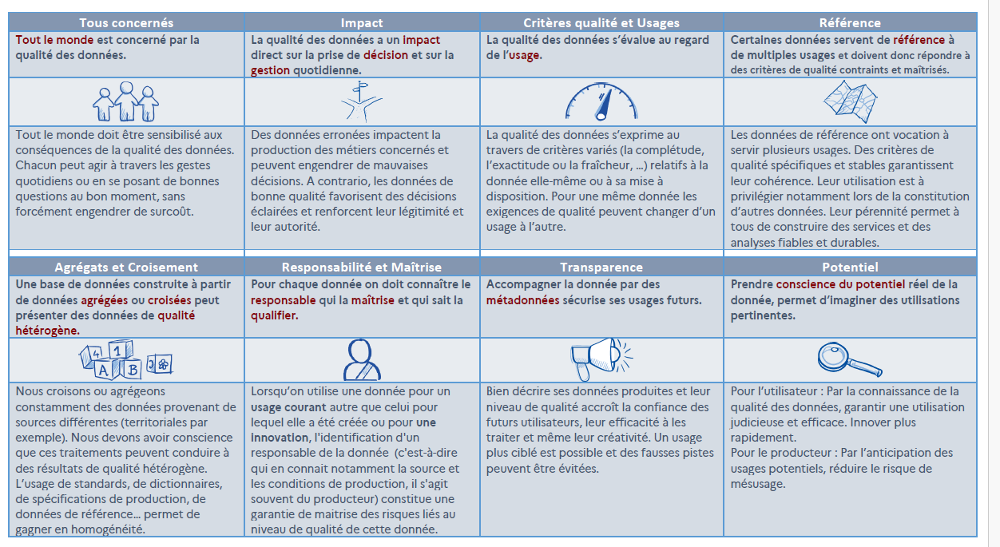 Tous concernés
Tout le monde est concerné par la
qualité des données.
Tout le monde doit être sensibilisé aux
conséquences de la qualité des données.
Chacun peut agir à travers les gestes
quotidiens ou en se posant de bonnes
questions au bon moment, sans
forcément engendrer de surcoût.
Impact
La qualité des données a un impact
direct sur la prise de décision et sur la
gestion quotidienne.
Des données erronées impactent la
production des métiers concernés et
peuvent engendrer de mauvaises
décisions. A contrario, les données de
bonne qualité favorisent des décisions
éclairées et renforcent leur légitimité et
leur autorité.
Critères qualité et Usages
La qualité des données s’évalue au regard
de l’usage.
La qualité des données s’exprime au
travers de critères variés (la complétude,
l’exactitude ou la fraîcheur, …) relatifs à la
donnée elle-même ou à sa mise à
disposition. Pour une même donnée les
exigences de qualité peuvent changer d’un
usage à l’autre.
Référence
Certaines données servent de référence à
de multiples usages et doivent donc répondre à
des critères de qualité contraints et maîtrisés.
Les données de référence ont vocation à
servir plusieurs usages. Des critères de
qualité spécifiques et stables garantissent
leur cohérence. Leur utilisation est à
privilégier notamment lors de la constitution
d’autres données. Leur pérennité permet à
tous de construire des services et des
analyses fiables et durables.
Agrégats et Croisement
Une base de données construite à partir
de données agrégées ou croisées peut
présenter des données de qualité
hétérogène.
4 1
A B
Nous croisons ou agrégeons
constamment des données provenant de
sources différentes (territoriales par
exemple). Nous devons avoir conscience
que ces traitements peuvent conduire à
des résultats de qualité hétérogène.
L’usage de standards, de dictionnaires,
de spécifications de production, de
données de référence… permet de
gagner en homogénéité.
Responsabilité et Maîtrise
Pour chaque donnée on doit connaître le
responsable qui la maîtrise et qui sait la
qualifier.
Lorsqu’on utilise une donnée pour un
usage courant autre que celui pour
lequel elle a été créée ou pour une
innovation, l'identification d'un
responsable de la donnée (c'est-à-dire
qui en connait notamment la source et
les conditions de production, il s'agit
souvent du producteur) constitue une
garantie de maitrise des risques liés au
niveau de qualité de cette donnée.
Transparence
Accompagner la donnée par des
métadonnées sécurise ses usages futurs.
Bien décrire ses données produites et leur
niveau de qualité accroît la confiance des
futurs utilisateurs, leur efficacité à les
traiter et même leur créativité. Un usage
plus ciblé est possible et des fausses pistes
peuvent être évitées.
Potentiel
Prendre conscience du potentiel réel de la
donnée, permet d’imaginer des utilisations
pertinentes.
Pour l’utilisateur : Par la connaissance de la
qualité des données, garantir une utilisation
judicieuse et efficace. Innover plus
rapidement.
Pour le producteur : Par l’anticipation des
usages potentiels, réduire le risque de
mésusage.